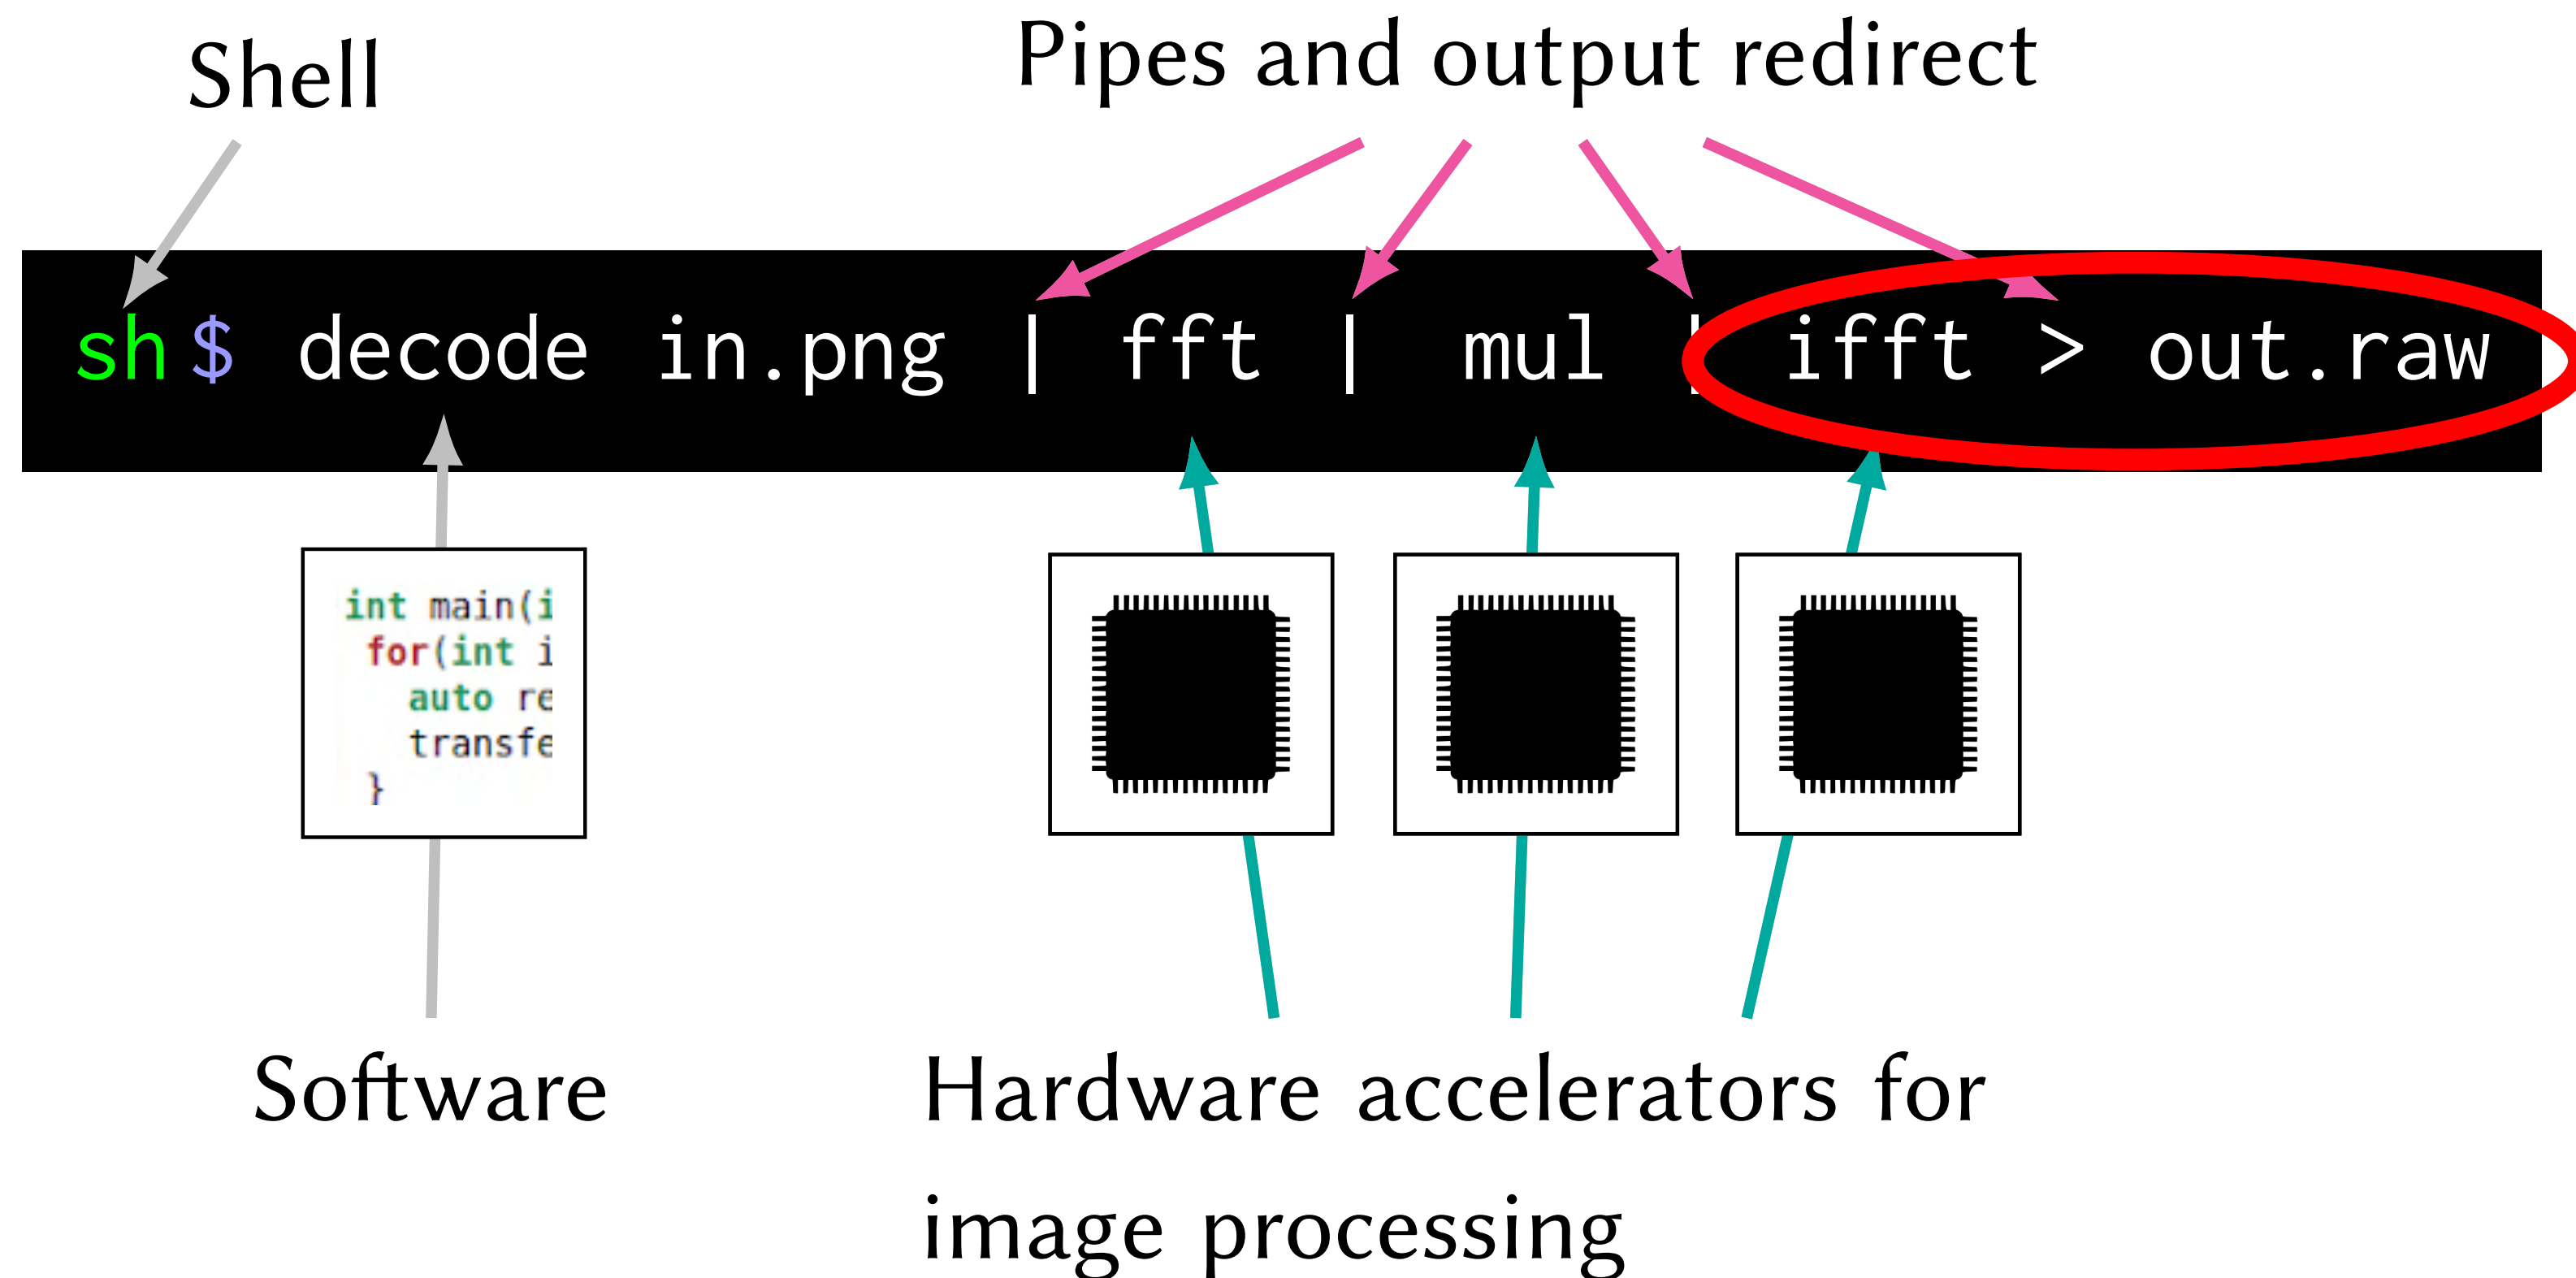 Shell
Pipes and output redirect
sh $ decode in.png | fft | mul | ifft > out.raw
int main(i
for(int i
auto re
transfe
}
Software
Hardware accelerators for
image processing